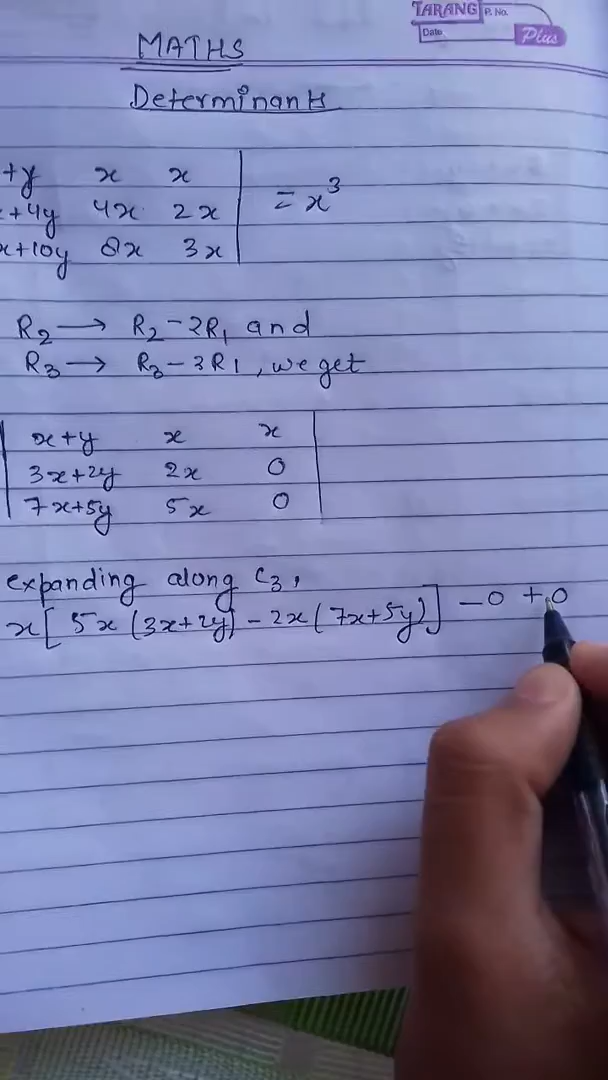 TARANG P. No.
Date
Plus
MATHS
Determinants
+y x x
+4y 4x 2x = x³
x+10y 8x 3x
R₂ → R₂ - 2R₁ and
R₃ → R₃ - 3R1, we get
x+y x x
3x+2y 2x 0
7x+5y 5x 0
expanding along C₃,
x[ 5x (3x+2y) - 2x (7x+5y)] - 0 + 0